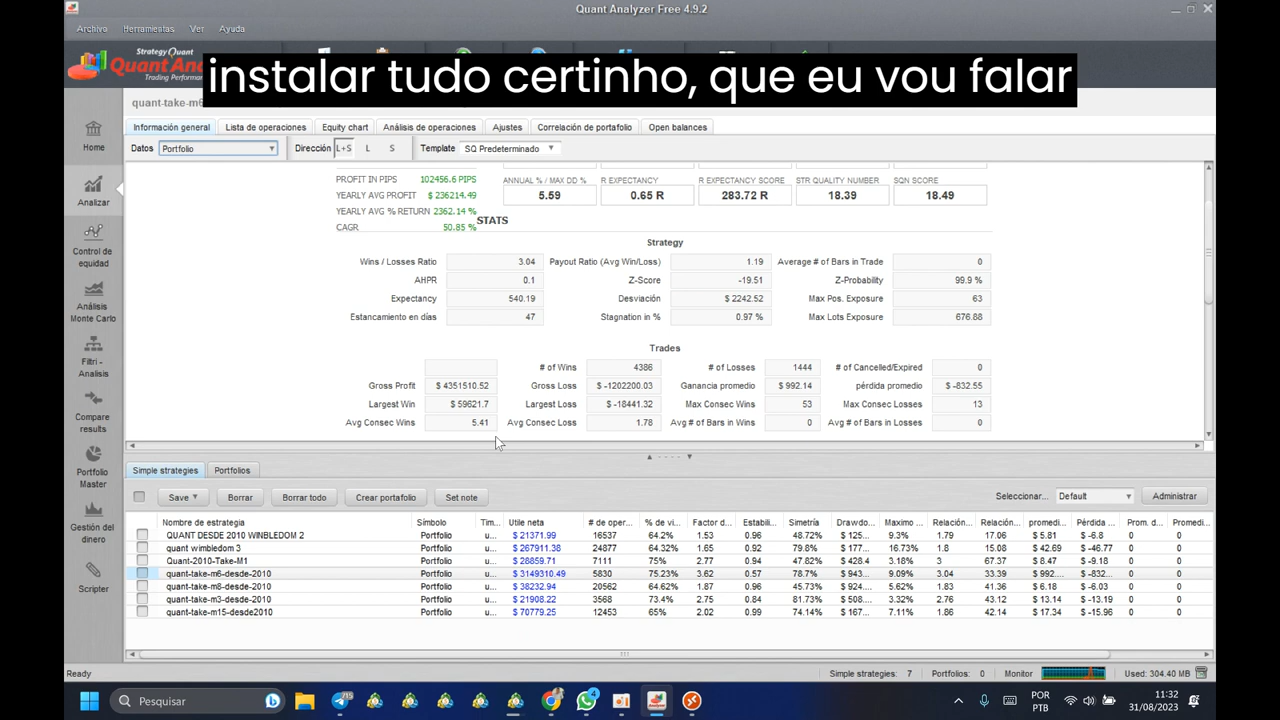 Quant Analyzer Free 4.9.2
Archivo Herramientas Ver Ayuda
Strategy Quant
Quant
Trading Performance
instalar tudo certinho, que eu vou falar
quant-take-m6
Información general Lista de operaciones Equity chart Análisis de operaciones Ajustes Correlación de portafolio Open balances
Datos Portfolio Dirección L+S L S Template SQ Predeterminado
Home
Analizar
Control de equidad
Análisis Monte Carlo
Filtri - Analisis
Compare results
Portfolio Master
Gestión del dinero
Scripter
PROFIT IN PIPS 102456.6 PIPS
YEARLY AVG PROFIT $ 236214.49
YEARLY AVG % RETURN 2362.14 %
CAGR 50.85 %
ANNUAL % / MAX DD % R EXPECTANCY R EXPECTANCY SCORE STR QUALITY NUMBER SQN SCORE
5.59 0.65 R 283.72 R 18.39 18.49
STATS
Strategy
Wins / Losses Ratio 3.04 Payout Ratio (Avg Win/Loss) 1.19 Average # of Bars in Trade 0
AHPR 0.1 Z-Score -19.51 Z-Probability 99.9 %
Expectancy 540.19 Desviación $ 2242.52 Max Pos. Exposure 63
Estancamiento en días 47 Stagnation in % 0.97 % Max Lots Exposure 676.88
Trades
# of Wins 4386 # of Losses 1444 # of Cancelled/Expired 0
Gross Profit $ 4351510.52 Gross Loss $ -1202200.03 Ganancia promedio $ 992.14 pérdida promedio $ -832.55
Largest Win $ 59621.7 Largest Loss $ -18441.32 Max Consec Wins 53 Max Consec Losses 13
Avg Consec Wins 5.41 Avg Consec Loss 1.78 Avg # of Bars in Wins 0 Avg # of Bars in Losses 0
Simple strategies Portfolios
Save Borrar Borrar todo Crear portafolio Set note Seleccionar... Default Administrar
Nombre de estrategia Símbolo Tim... Utile neta # de oper... % de vi... Factor d... Estabili... Simetría Drawdo... Maximo ... Relación... Relación... promedi... Pérdida ... Prom. d... Promedi...
QUANT DESDE 2010 WINBLEDOM 2 Portfolio u... $ 21371.99 16537 64.2% 1.53 0.96 48.72% $ 125... 9.3% 1.79 17.06 $ 5.81 $ -6.8 0 0
quant wimbledom 3 Portfolio u... $ 267911.38 24877 64.32% 1.65 0.92 79.8% $ 177... 16.73% 1.8 15.08 $ 42.69 $ -46.77 0 0
Quant-2010-Take-M1 Portfolio u... $ 28859.71 7111 75% 2.77 0.94 47.82% $ 428.4 3.18% 3 67.37 $ 8.47 $ -9.18 0 0
quant-take-m6-desde-2010 Portfolio u... $ 3149310.49 5830 75.23% 3.62 0.57 78.7% $ 943... 9.09% 3.04 33.39 $ 992.... $ -832... 0 0
quant-take-m8-desde-2010 Portfolio u... $ 38232.94 20562 64.62% 1.87 0.96 45.73% $ 924... 5.62% 1.83 41.36 $ 6.18 $ -6.03 0 0
quant-take-m3-desde-2010 Portfolio u... $ 21908.22 3568 73.4% 2.75 0.84 81.73% $ 508... 3.32% 2.76 43.12 $ 13.14 $ -13.19 0 0
quant-take-m15-desde2010 Portfolio u... $ 70779.25 12453 65% 2.02 0.99 74.14% $ 167... 7.11% 1.86 42.14 $ 17.34 $ -15.96 0 0
Ready Simple strategies: 7 Portfolios: 0 Monitor Used: 304.40 MB
Pesquisar 4 POR PTB 11:32 31/08/2023